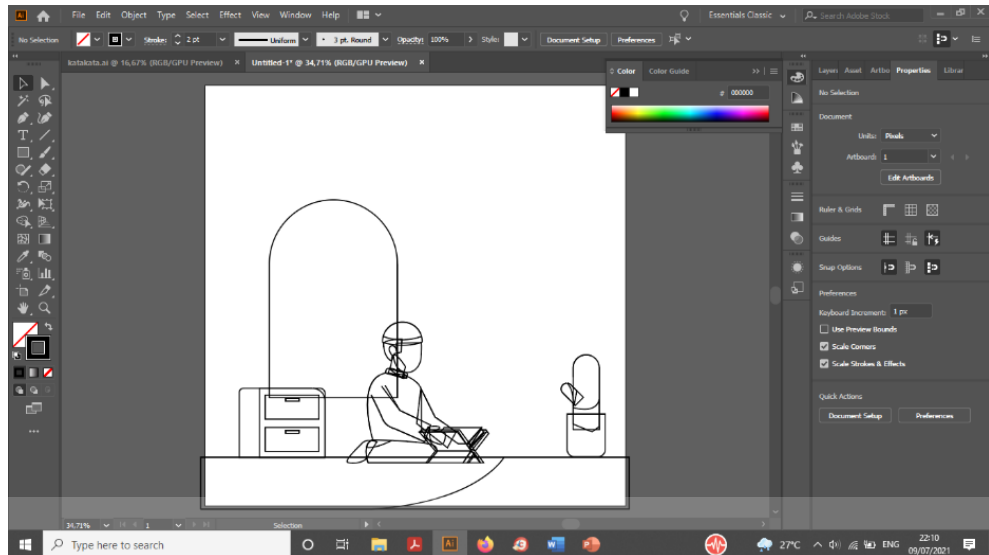 Ai File Edit Object Type Select Effect View Window Help Essentials Classic Search Adobe Stock
No Selection Stroke: 2 pt Uniform 3 pt. Round Opacity: 100% Style: Document Setup Preferences
katakata.ai @ 16,67% (RGB/GPU Preview) × Untitled-1* @ 34,71% (RGB/GPU Preview) ×
Color Color Guide
# 000000
Layer Asset Artbo Properties Librar
No Selection
Document
Units: Pixels
Artboard: 1
Edit Artboards
Ruler & Grids
Guides
Snap Options
Preferences
Keyboard Increment: 1 px
Use Preview Bounds
Scale Corners
Scale Strokes & Effects
Quick Actions
Document Setup Preferences
34,71% 1 Selection
Type here to search Ai 27°C ENG 22:10
09/07/2021